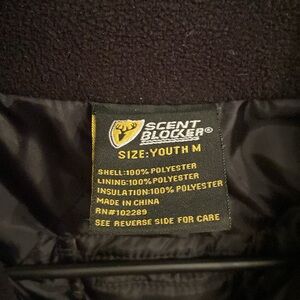 SCENT
BLOCKER®
SIZE:YOUTH M
SHELL:100% POLYESTER
LINING:100% POLYESTER
INSULATION:100% POLYESTER
MADE IN CHINA
RN#102289
SEE REVERSE SIDE FOR CARE